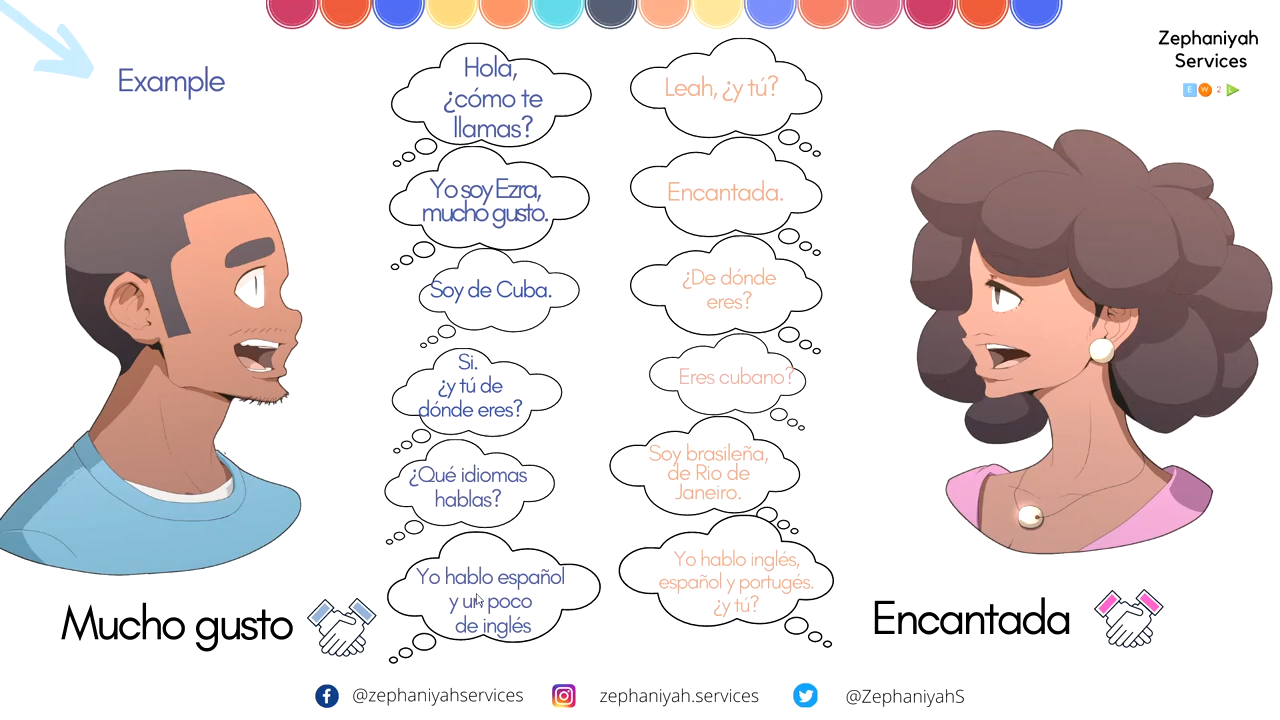 Zephaniyah
Services
E W 2 L
Example
Hola,
¿cómo te
llamas?
Leah, ¿y tú?
Yo soy Ezra,
mucho gusto.
Encantada.
¿De dónde
eres?
Soy de Cuba.
Eres cubano?
Si.
¿y tú de
dónde eres?
Soy brasileña,
de Rio de
Janeiro.
¿Qué idiomas
hablas?
Yo hablo inglés,
español y portugés.
¿y tú?
Yo hablo español
y un poco
de inglés
Mucho gusto
Encantada
@zephaniyahservices
zephaniyah.services
@ZephaniyahS